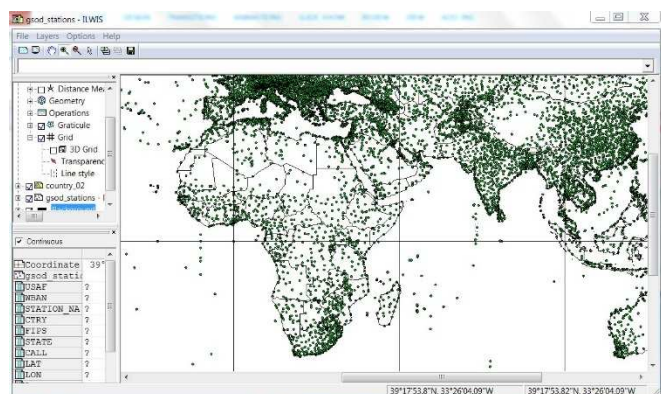 gsod_stations - ILWIS
File Layers Options Help
Distance Me
Geometry
Operations
Graticule
Grid
3D Grid
Transparenc
Line style
country_02
gsod_stations - I
Continuous
Coordinate 39°
gsod_static
USAF ?
WBAN ?
STATION_NA ?
CTRY ?
FIPS ?
STATE ?
CALL ?
LAT ?
LON ?
39°17'53.8"N, 33°26'04.09"W 39°17'53.82"N, 33°26'04.09"W